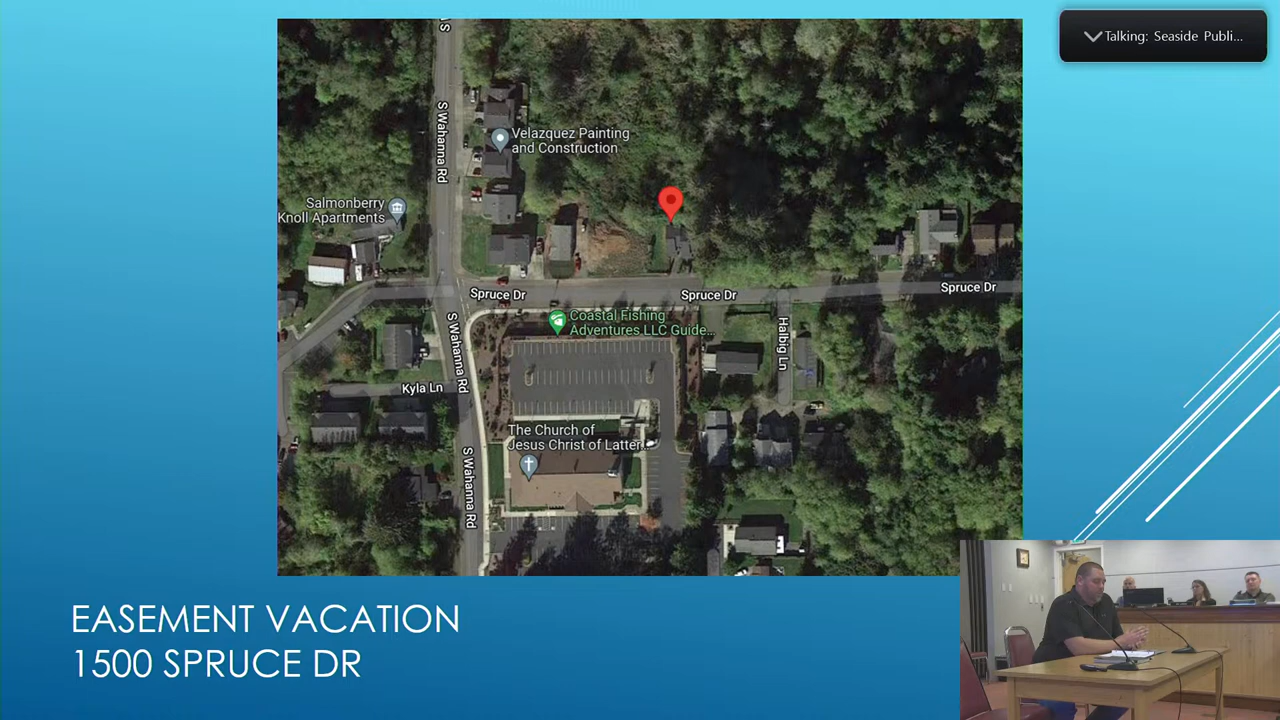 Talking: Seaside Publi...
S
S Wahanna Rd
Velazquez Painting
and Construction
Salmonberry
Knoll Apartments
Spruce Dr
Spruce Dr
Spruce Dr
S Wahanna Rd
Coastal Fishing
Adventures LLC Guide...
Halbig Ln
Kyla Ln
The Church of
Jesus Christ of Latter...
S Wahanna Rd
EASEMENT VACATION
1500 SPRUCE DR